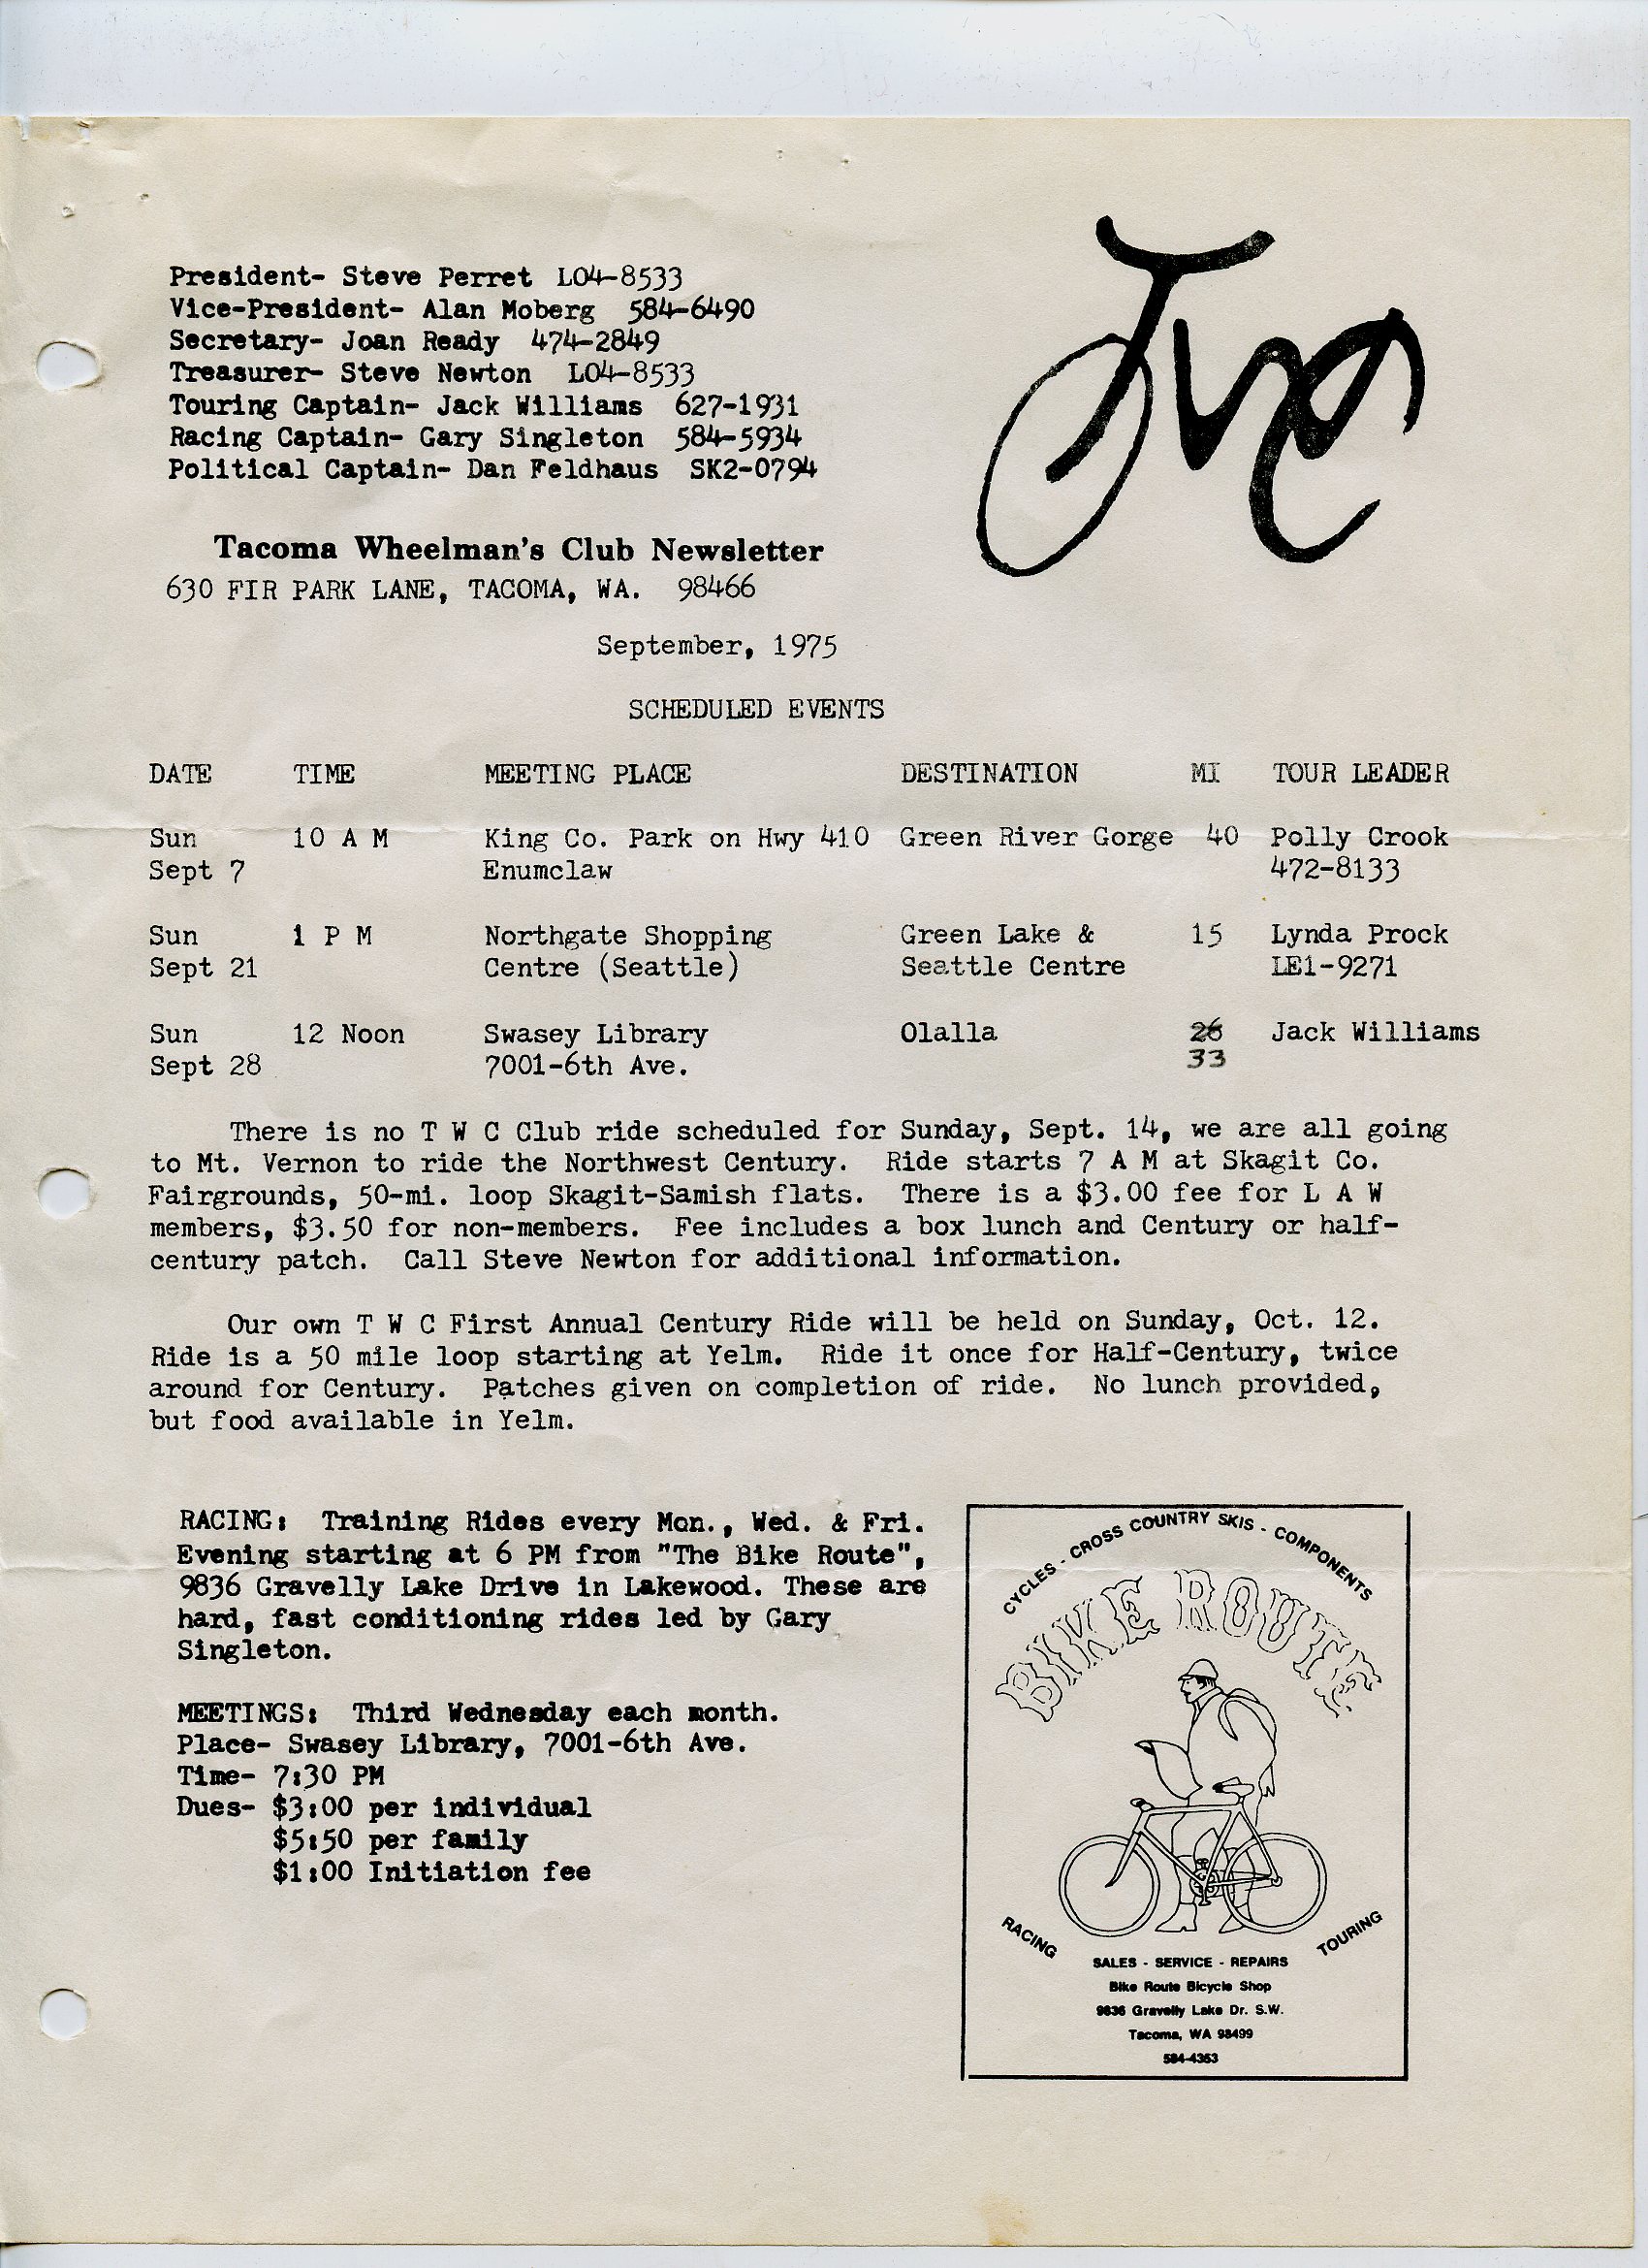 President- Steve Perret LO4-8533
Vice-President- Alan Moberg 584-6490
Secretary- Joan Ready 474-2849
Treasurer- Steve Newton LO4-8533
Touring Captain- Jack Williams 627-1931
Racing Captain- Gary Singleton 584-5934
Political Captain- Dan Feldhaus SK2-0794
TWC
Tacoma Wheelman's Club Newsletter
630 FIR PARK LANE, TACOMA, WA. 98466
September, 1975
SCHEDULED EVENTS
DATE TIME MEETING PLACE DESTINATION MI TOUR LEADER
Sun 10 A M King Co. Park on Hwy 410 Green River Gorge 40 Polly Crook
Sept 7 Enumclaw 472-8133
Sun 1 P M Northgate Shopping Green Lake & 15 Lynda Prock
Sept 21 Centre (Seattle) Seattle Centre LE1-9271
Sun 12 Noon Swasey Library Olalla 26 Jack Williams
Sept 28 7001-6th Ave. 33
There is no T W C Club ride scheduled for Sunday, Sept. 14, we are all going
to Mt. Vernon to ride the Northwest Century. Ride starts 7 A M at Skagit Co.
Fairgrounds, 50-mi. loop Skagit-Samish flats. There is a $3.00 fee for L A W
members, $3.50 for non-members. Fee includes a box lunch and Century or half-
century patch. Call Steve Newton for additional information.
Our own T W C First Annual Century Ride will be held on Sunday, Oct. 12.
Ride is a 50 mile loop starting at Yelm. Ride it once for Half-Century, twice
around for Century. Patches given on completion of ride. No lunch provided,
but food available in Yelm.
RACING: Training Rides every Mon., Wed. & Fri.
Evening starting at 6 PM from "The Bike Route",
9836 Gravelly Lake Drive in Lakewood. These are
hard, fast conditioning rides led by Gary
Singleton.
MEETINGS: Third Wednesday each month.
Place- Swasey Library, 7001-6th Ave.
Time- 7:30 PM
Dues- $3:00 per individual
$5:50 per family
$1:00 Initiation fee
CYCLES - CROSS COUNTRY SKIS - COMPONENTS
BIKE ROUTE
RACING
TOURING
SALES - SERVICE - REPAIRS
Bike Route Bicycle Shop
9836 Gravelly Lake Dr. S.W.
Tacoma, WA 98499
584-4353